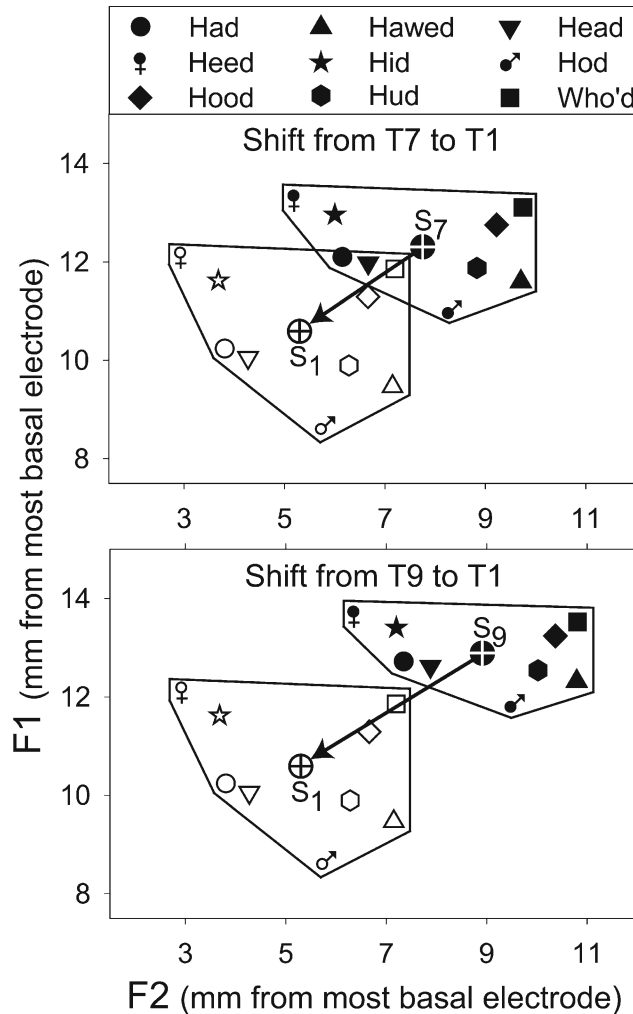 Had Hawed Head
Heed Hid Hod
Hood Hud Who'd
Shift from T7 to T1
14
12
10
8
S7
S1
3 5 7 9 11
Shift from T9 to T1
14
12
10
8
S9
S1
3 5 7 9 11
F1 (mm from most basal electrode)
F2 (mm from most basal electrode)